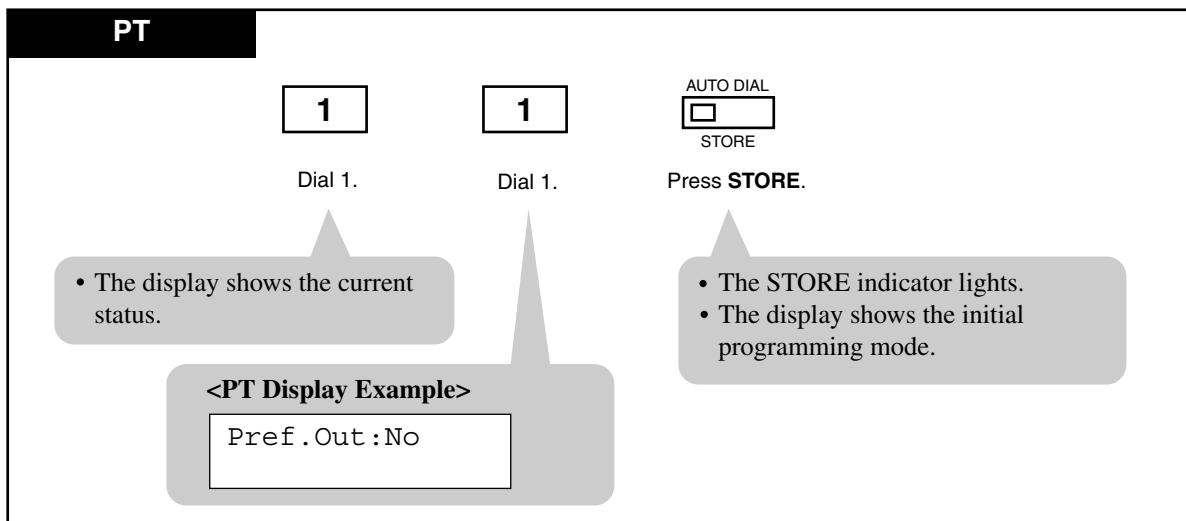 PT
1
1
AUTO DIAL
STORE
Dial 1.
Dial 1.
Press STORE.
• The display shows the current
status.
• The STORE indicator lights.
• The display shows the initial
programming mode.
<PT Display Example>
Pref.Out:No